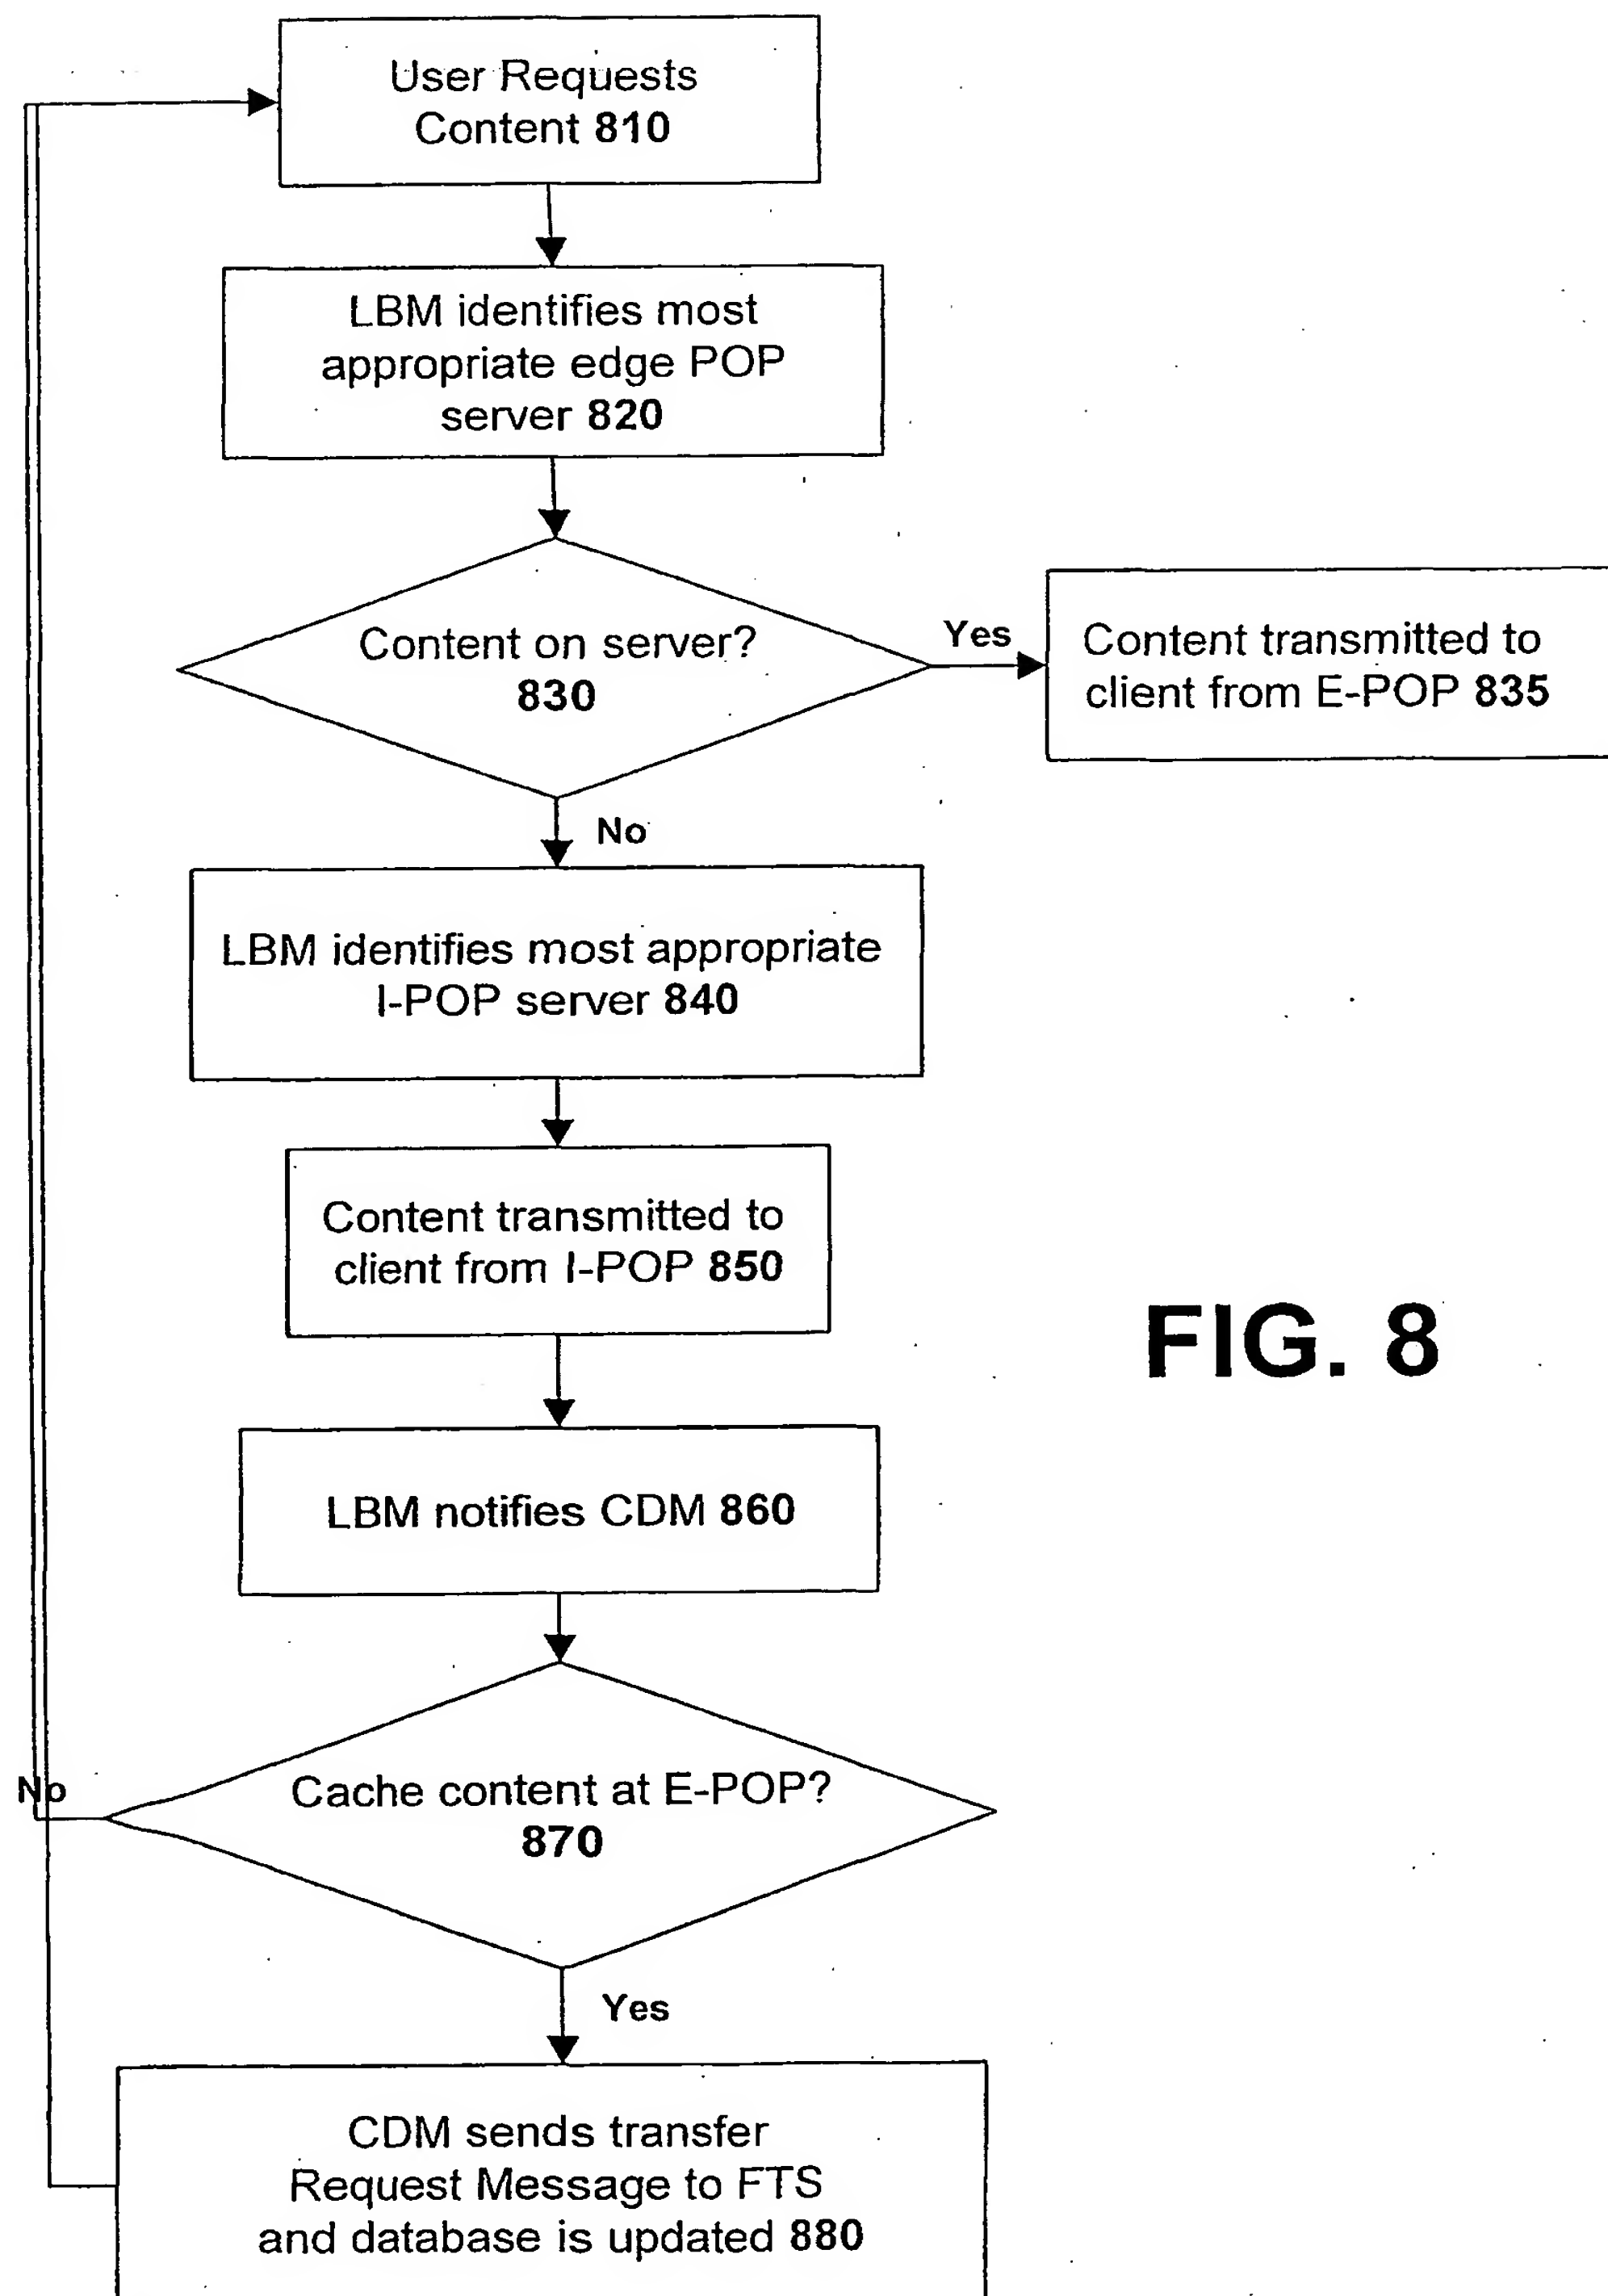 User Requests
Content 810
LBM identifies most
appropriate edge POP
server 820
Content on server?
830
Yes
Content transmitted to
client from E-POP 835
No
LBM identifies most appropriate
I-POP server 840
Content transmitted to
client from I-POP 850
FIG. 8
LBM notifies CDM 860
No
Cache content at E-POP?
870
Yes
CDM sends transfer
Request Message to FTS
and database is updated 880